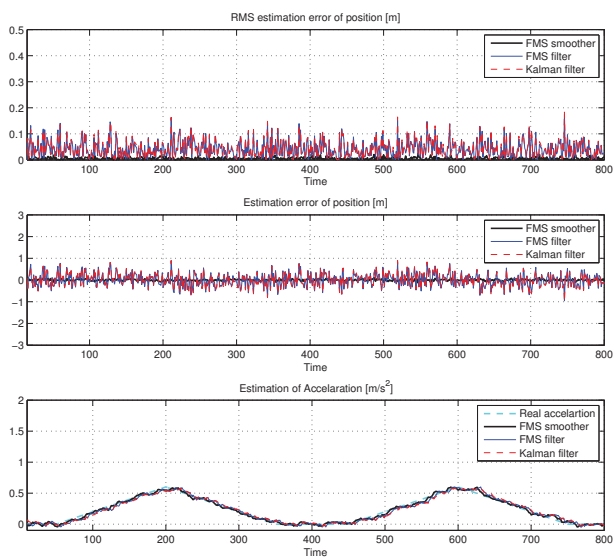 RMS estimation error of position [m]
0.5
0.4
0.3
0.2
0.1
0
FMS smoother
FMS filter
Kalman filter
100 200 300 400 500 600 700 800
Time
Estimation error of position [m]
3
2
1
0
−1
−2
−3
FMS smoother
FMS filter
Kalman filter
100 200 300 400 500 600 700 800
Time
Estimation of Accelaration [m/s²]
2
1.5
1
0.5
0
Real accelartion
FMS smoother
FMS filter
Kalman filter
100 200 300 400 500 600 700 800
Time